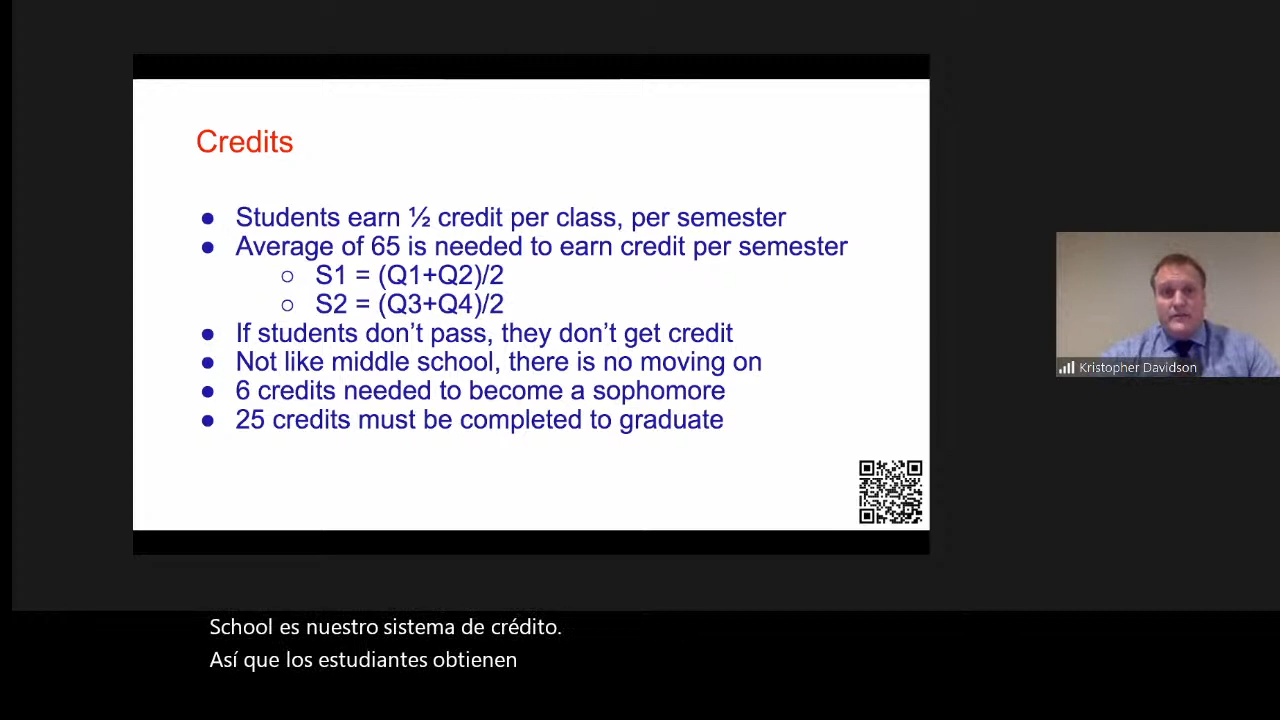 Credits
● Students earn ½ credit per class, per semester
● Average of 65 is needed to earn credit per semester
○ S1 = (Q1+Q2)/2
○ S2 = (Q3+Q4)/2
● If students don't pass, they don't get credit
● Not like middle school, there is no moving on
● 6 credits needed to become a sophomore
● 25 credits must be completed to graduate
Kristopher Davidson
School es nuestro sistema de crédito.
Así que los estudiantes obtienen